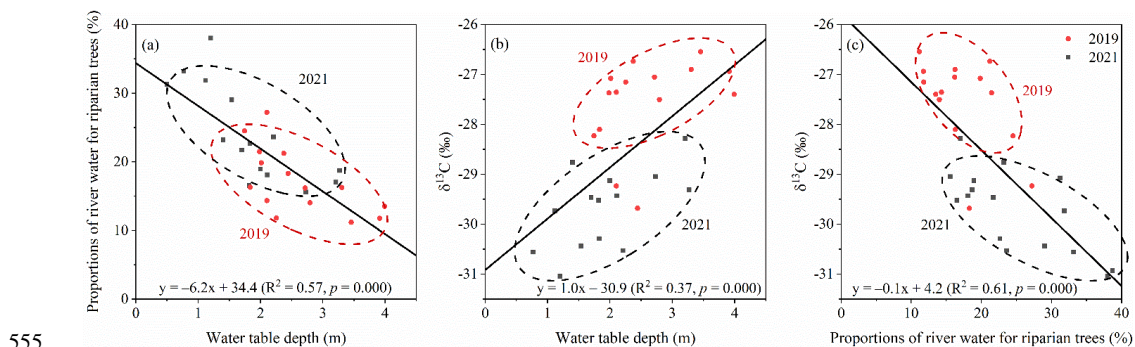 40
30
20
10
0
Proportions of river water for riparian trees (%)
(a)
2021
2019
y = −6.2x + 34.4 (R² = 0.57, p = 0.000)
0 1 2 3 4
Water table depth (m)
-26
-27
-28
-29
-30
-31
δ¹³C (‰)
(b)
2019
2021
y = 1.0x − 30.9 (R² = 0.37, p = 0.000)
0 1 2 3 4
Water table depth (m)
-26
-27
-28
-29
-30
-31
δ¹³C (‰)
(c)
2019
2021
2019
2021
y = −0.1x + 4.2 (R² = 0.61, p = 0.000)
0 10 20 30 40
Proportions of river water for riparian trees (%)
555